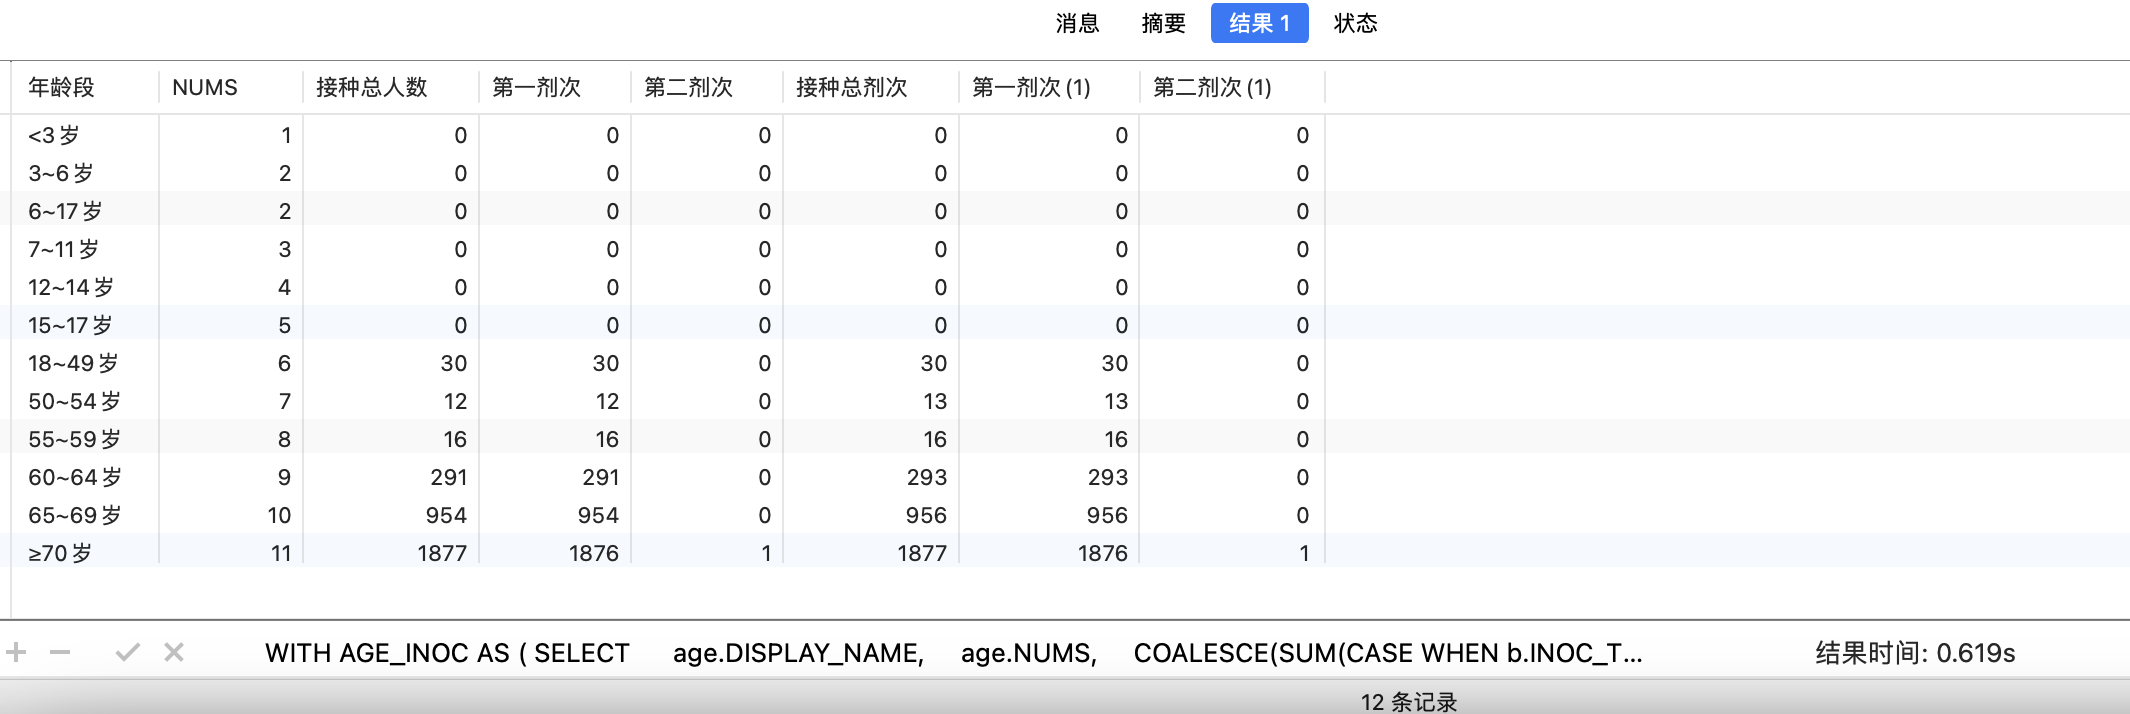 消息 摘要 结果 1 状态
年龄段 NUMS 接种总人数 第一剂次 第二剂次 接种总剂次 第一剂次 (1) 第二剂次 (1)
<3 岁 1 0 0 0 0 0 0
3~6 岁 2 0 0 0 0 0 0
6~17 岁 2 0 0 0 0 0 0
7~11 岁 3 0 0 0 0 0 0
12~14 岁 4 0 0 0 0 0 0
15~17 岁 5 0 0 0 0 0 0
18~49 岁 6 30 30 0 30 30 0
50~54 岁 7 12 12 0 13 13 0
55~59 岁 8 16 16 0 16 16 0
60~64 岁 9 291 291 0 293 293 0
65~69 岁 10 954 954 0 956 956 0
≥70 岁 11 1877 1876 1 1877 1876 1
WITH AGE_INOC AS ( SELECT age.DISPLAY_NAME, age.NUMS, COALESCE(SUM(CASE WHEN b.INOC_T... 结果时间: 0.619s
12 条记录